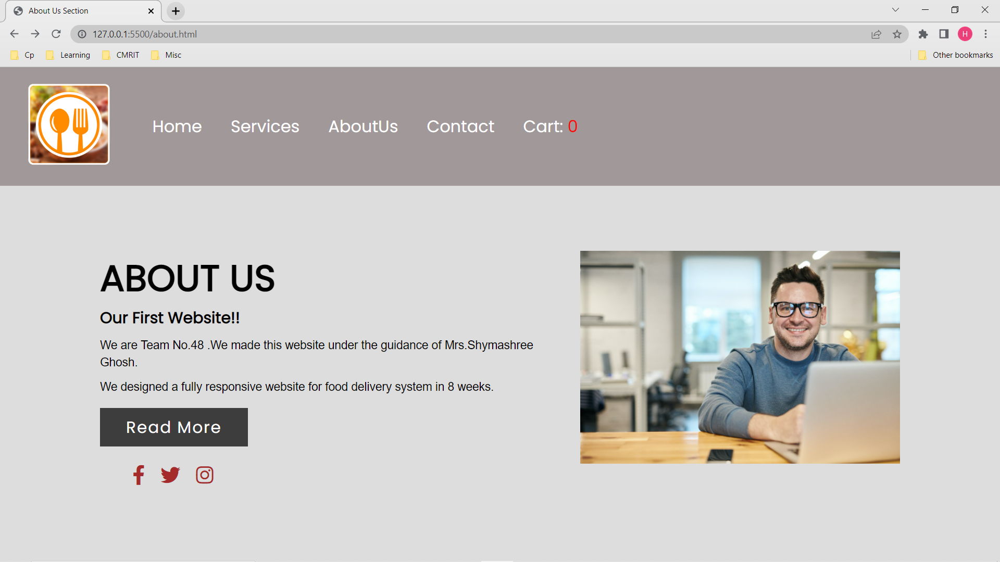 About Us Section
127.0.0.1:5500/about.html
H
Cp Learning CMRIT Misc Other bookmarks
Home Services AboutUs Contact Cart: 0
ABOUT US
Our First Website!!
We are Team No.48 .We made this website under the guidance of Mrs.Shymashree
Ghosh.
We designed a fully responsive website for food delivery system in 8 weeks.
Read More